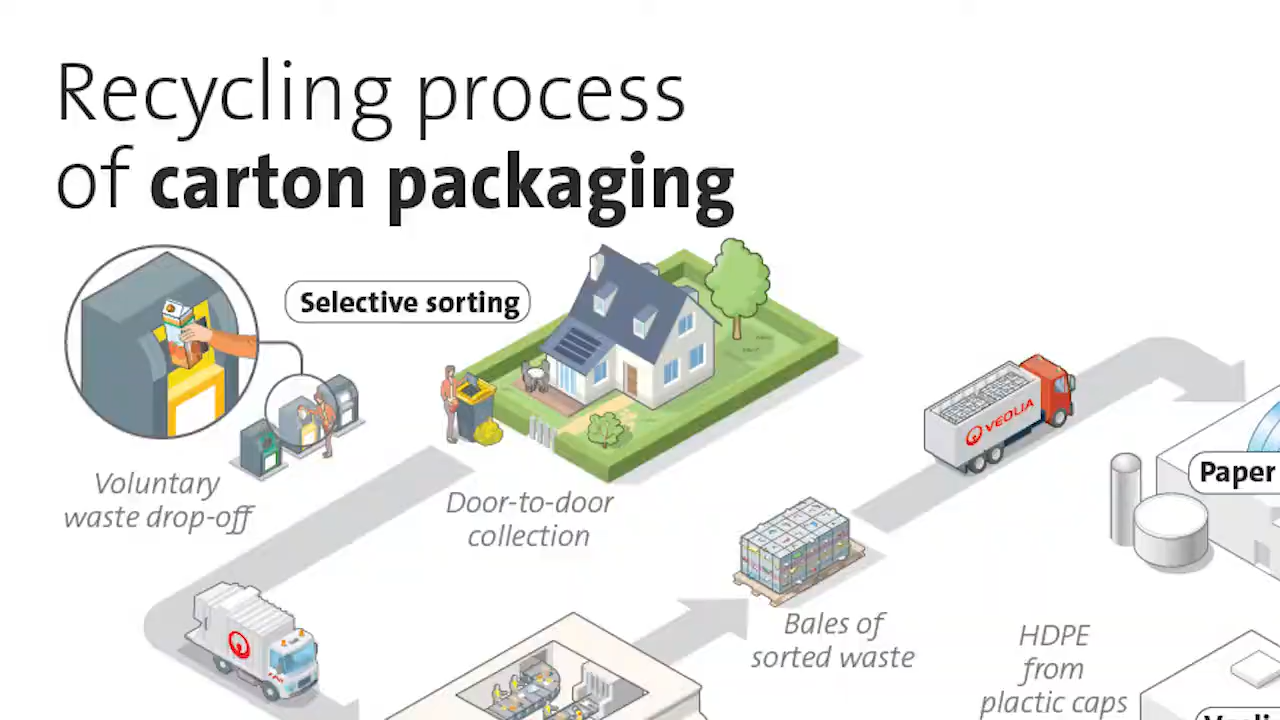 Recycling process
of carton packaging
Selective sorting
Voluntary
waste drop-off
Door-to-door
collection
VEOLIA
Paper
Bales of
sorted waste
HDPE
from
plactic caps